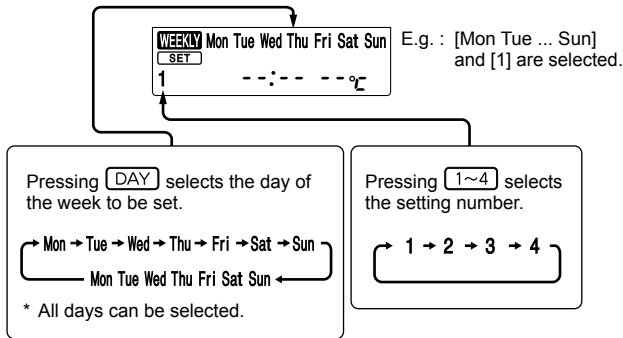 WEEKLY Mon Tue Wed Thu Fri Sat Sun
SET
1 --:-- --°C
E.g. : [Mon Tue ... Sun]
and [1] are selected.
Pressing DAY selects the day of
the week to be set.
Mon → Tue → Wed → Thu → Fri → Sat → Sun
Mon Tue Wed Thu Fri Sat Sun
* All days can be selected.
Pressing 1~4 selects
the setting number.
1 → 2 → 3 → 4